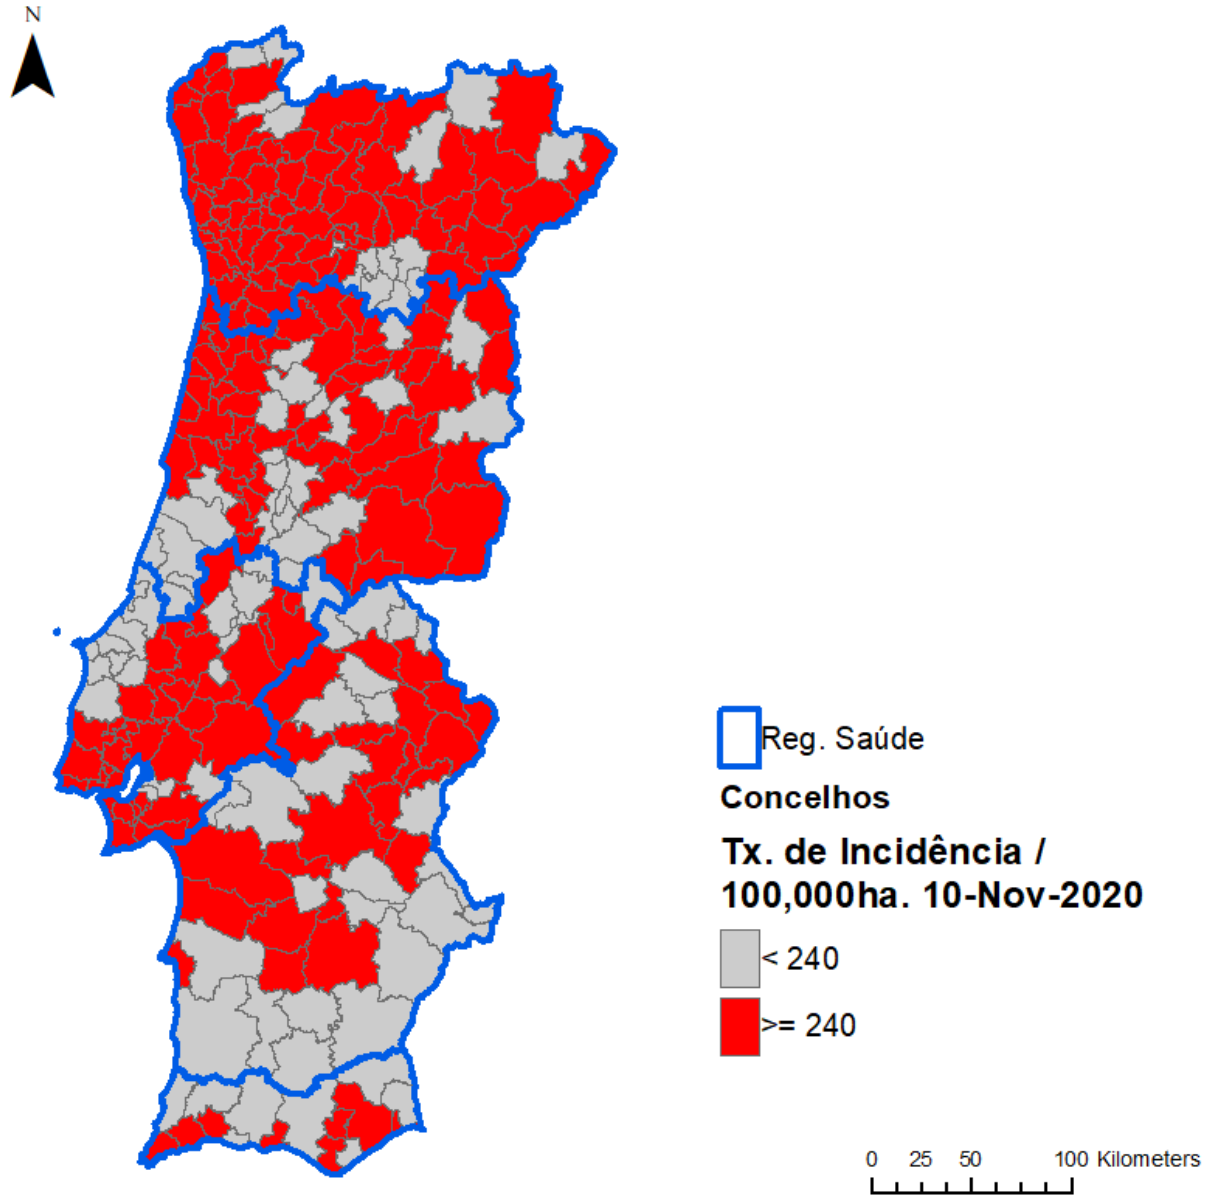 N
Reg. Saúde
Concelhos
Tx. de Incidência /
100,000ha. 10-Nov-2020
< 240
>= 240
0 25 50 100 Kilometers